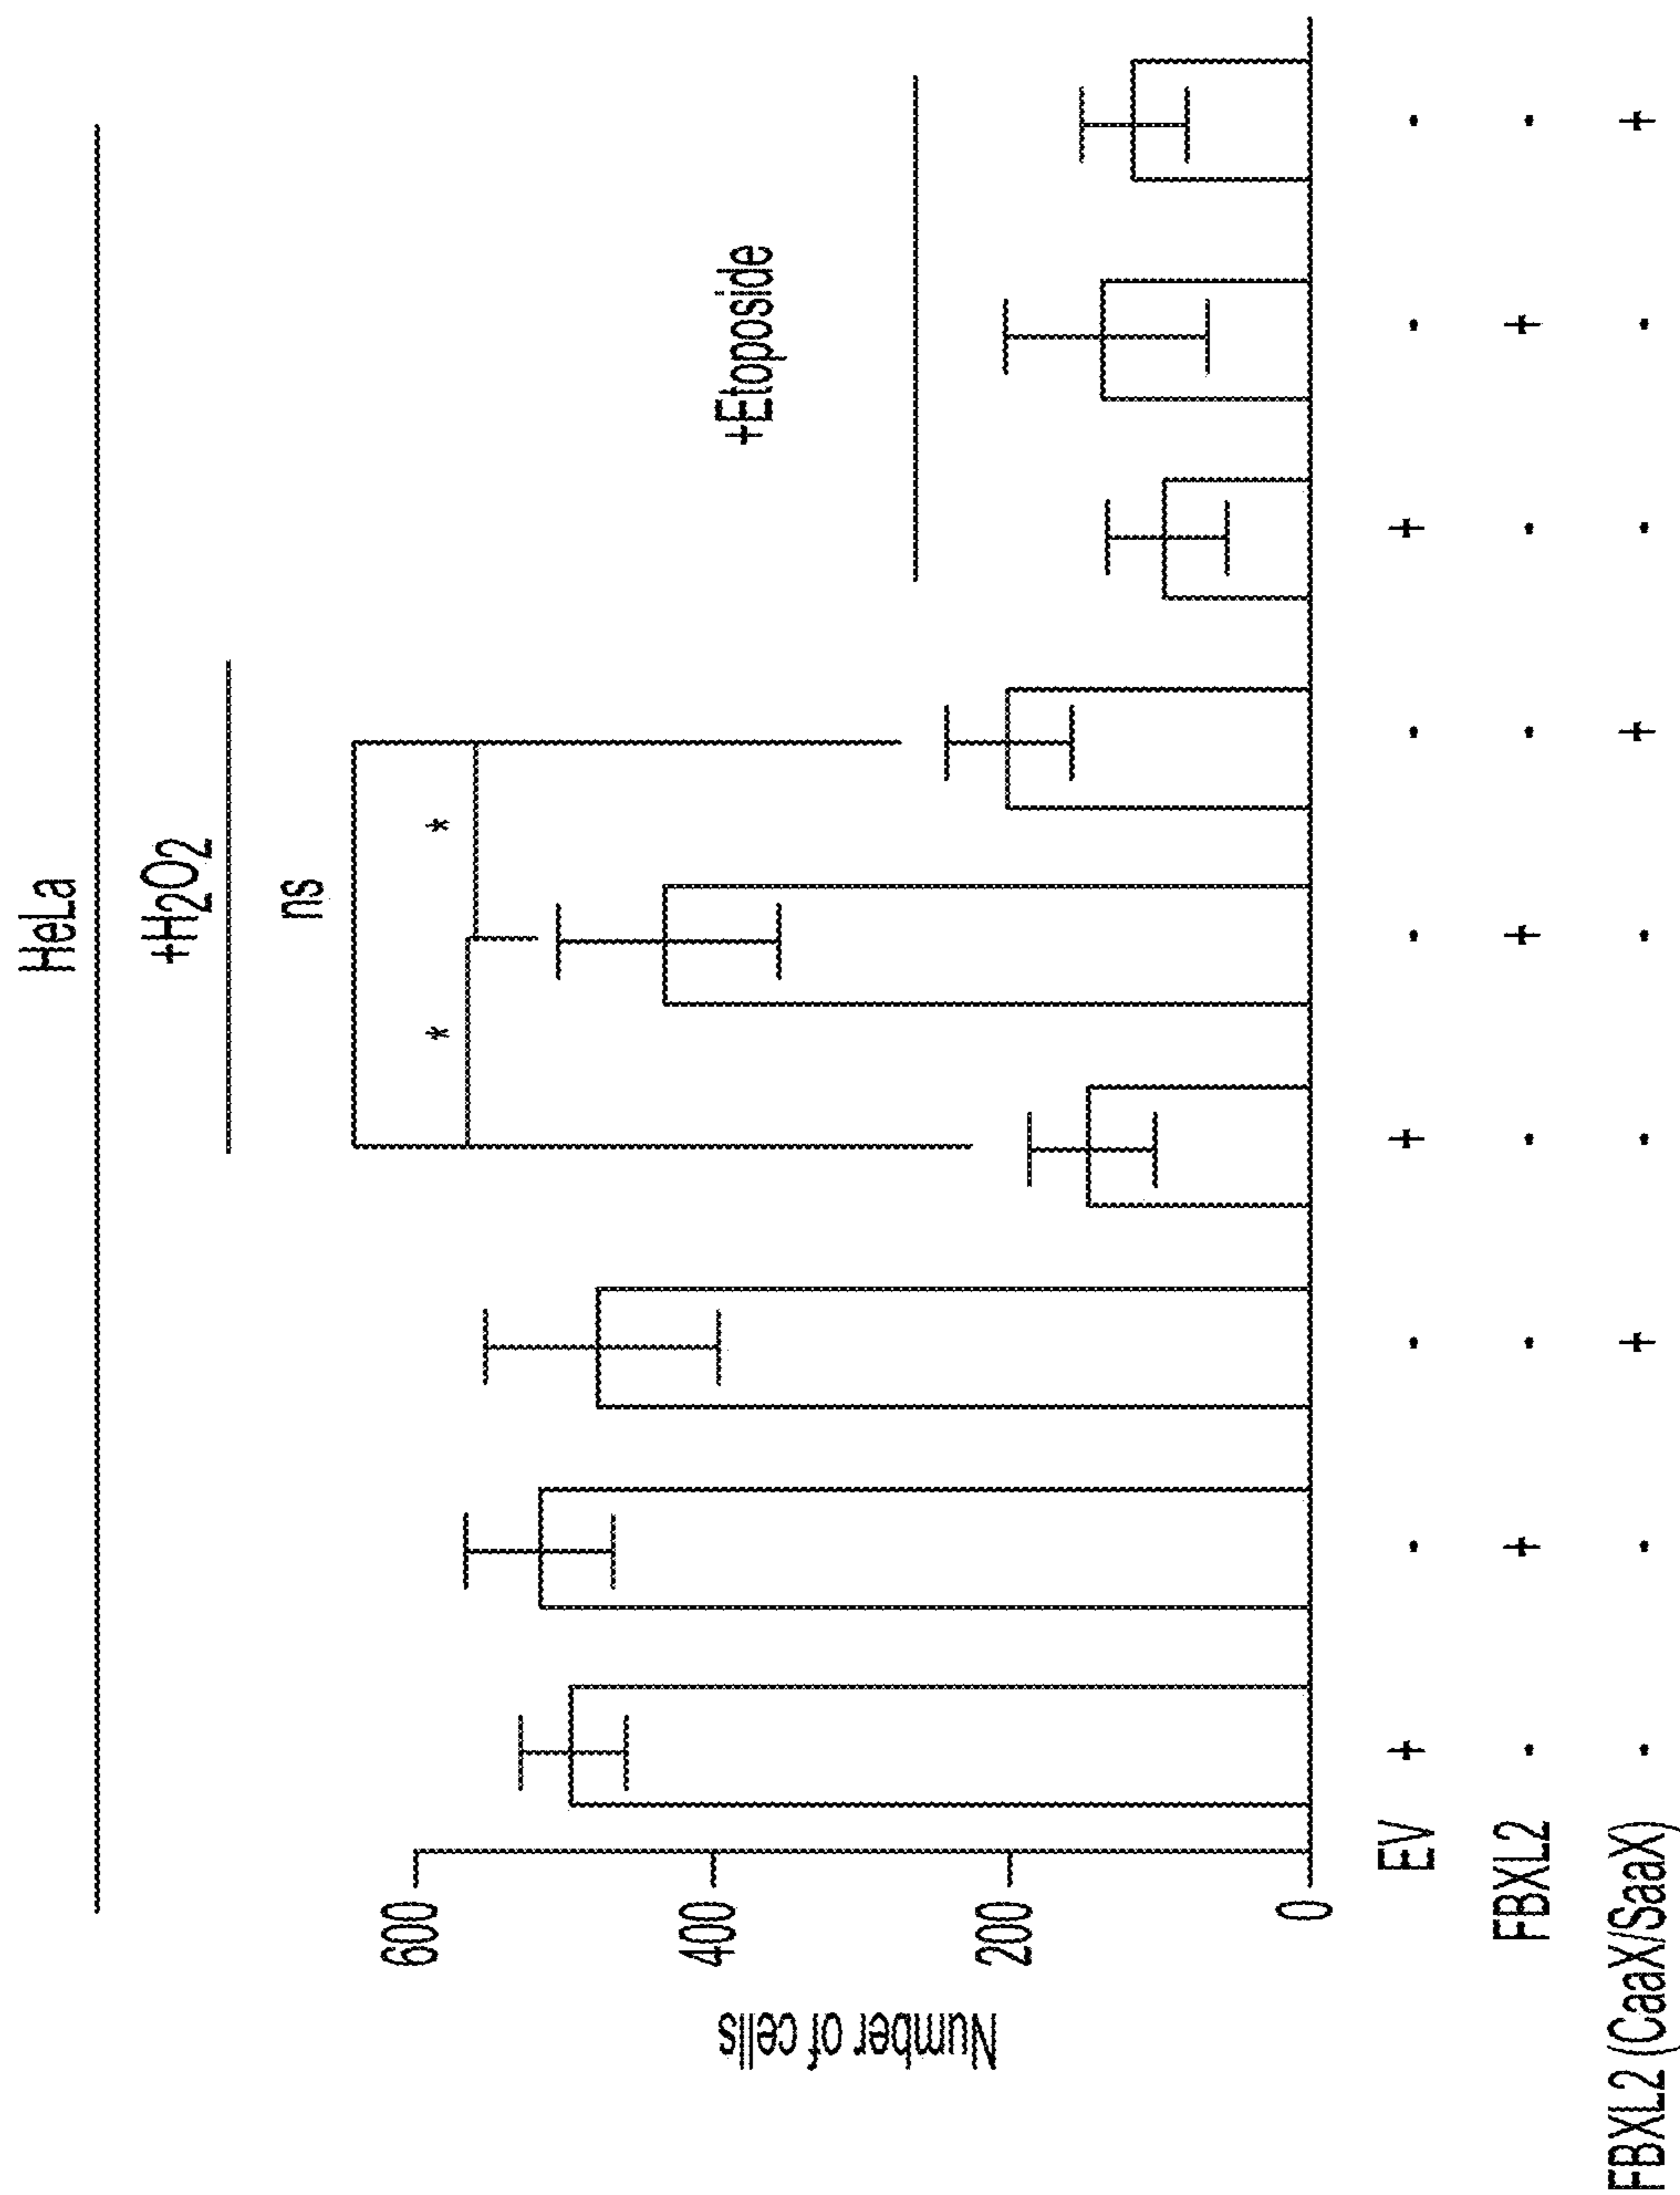 HeLa
+H2O2
+Etoposide
ns
* *
600
400
200
0
Number of cells
EV + · · + · · + · ·
FBXL2 · + · · + · · + ·
FBXL2 (CaaX/SaaX) · · + · · + · · +